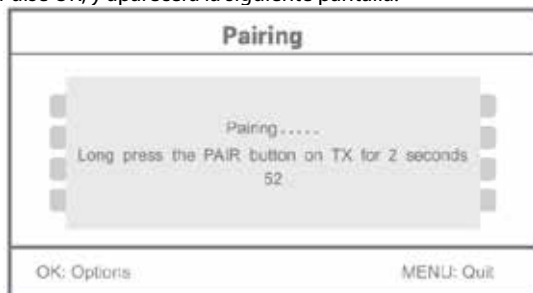 Pulse OK, y aparecerá la siguiente pantalla:
Pairing
Pairing.....
Long press the PAIR button on TX for 2 seconds
52
OK: Options
MENU: Quit